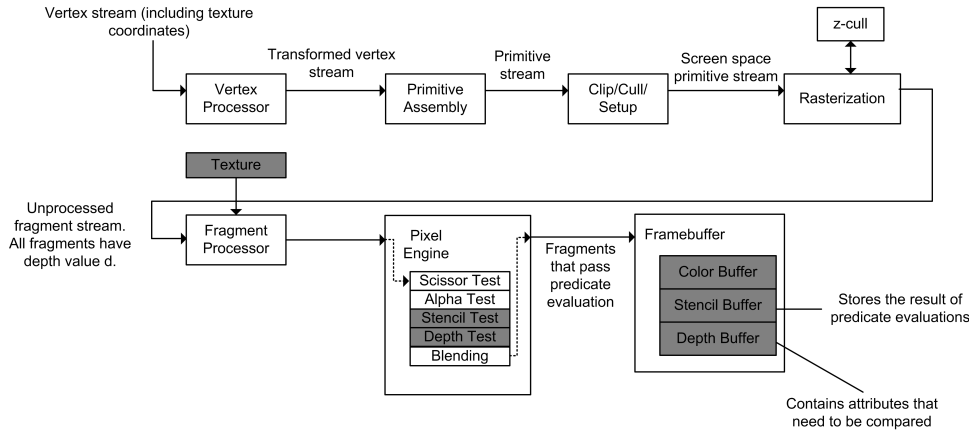 Vertex stream (including texture
coordinates)
Transformed vertex
stream
Primitive
stream
Screen space
primitive stream
z-cull
Vertex
Processor
Primitive
Assembly
Clip/Cull/
Setup
Rasterization
Texture
Unprocessed
fragment stream.
All fragments have
depth value d.
Fragment
Processor
Pixel
Engine
Scissor Test
Alpha Test
Stencil Test
Depth Test
Blending
Fragments
that pass
predicate
evaluation
Framebuffer
Color Buffer
Stencil Buffer
Depth Buffer
Stores the result of
predicate evaluations
Contains attributes that
need to be compared